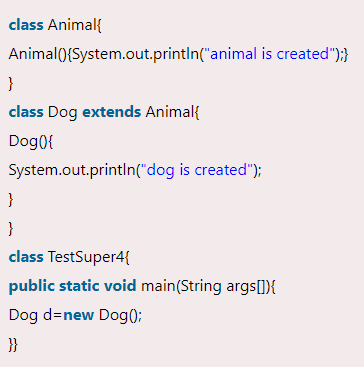 class Animal{
Animal(){System.out.println("animal is created");}
}
class Dog extends Animal{
Dog(){
System.out.println("dog is created");
}
}
class TestSuper4{
public static void main(String args[]){
Dog d=new Dog();
}}